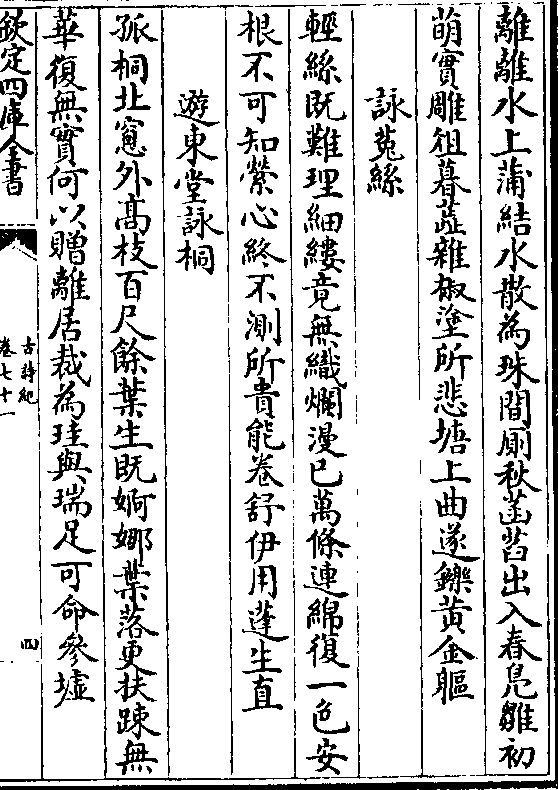 離離水上蒲結水散為珠間厠秋菡萏出入春鳧雛初
萌實雕俎暮蕋雜椒塗所悲塘上曲遂鑠黃金軀
詠菟絲
輕絲既難理細縷竟無織爛漫已萬條連綿復一色安
根不可知縈心終不測所貴能卷舒伊用蓬生直
遊東堂詠桐
孤桐北窻外髙枝百尺餘葉生既婀娜葉落更扶踈無
華復無實何以贈離居裁為珪與瑞足可命參墟
欽定四庫全書
古詩紀
卷七十一
四